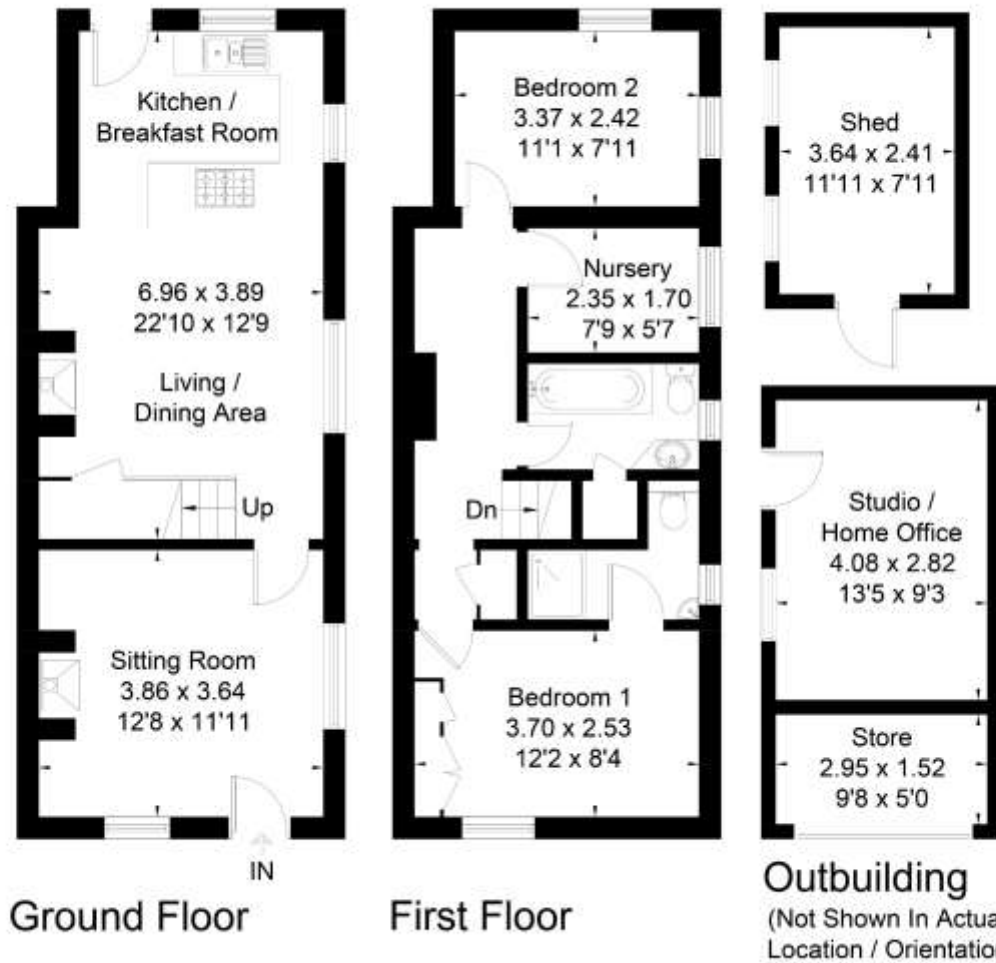 Kitchen /
Breakfast Room
6.96 x 3.89
22'10 x 12'9
Living /
Dining Area
Up
Sitting Room
3.86 x 3.64
12'8 x 11'11
IN
Ground Floor
Bedroom 2
3.37 x 2.42
11'1 x 7'11
Nursery
2.35 x 1.70
7'9 x 5'7
Dn
Bedroom 1
3.70 x 2.53
12'2 x 8'4
First Floor
Shed
3.64 x 2.41
11'11 x 7'11
Studio /
Home Office
4.08 x 2.82
13'5 x 9'3
Store
2.95 x 1.52
9'8 x 5'0
Outbuilding
(Not Shown In Actua
Location / Orientatio